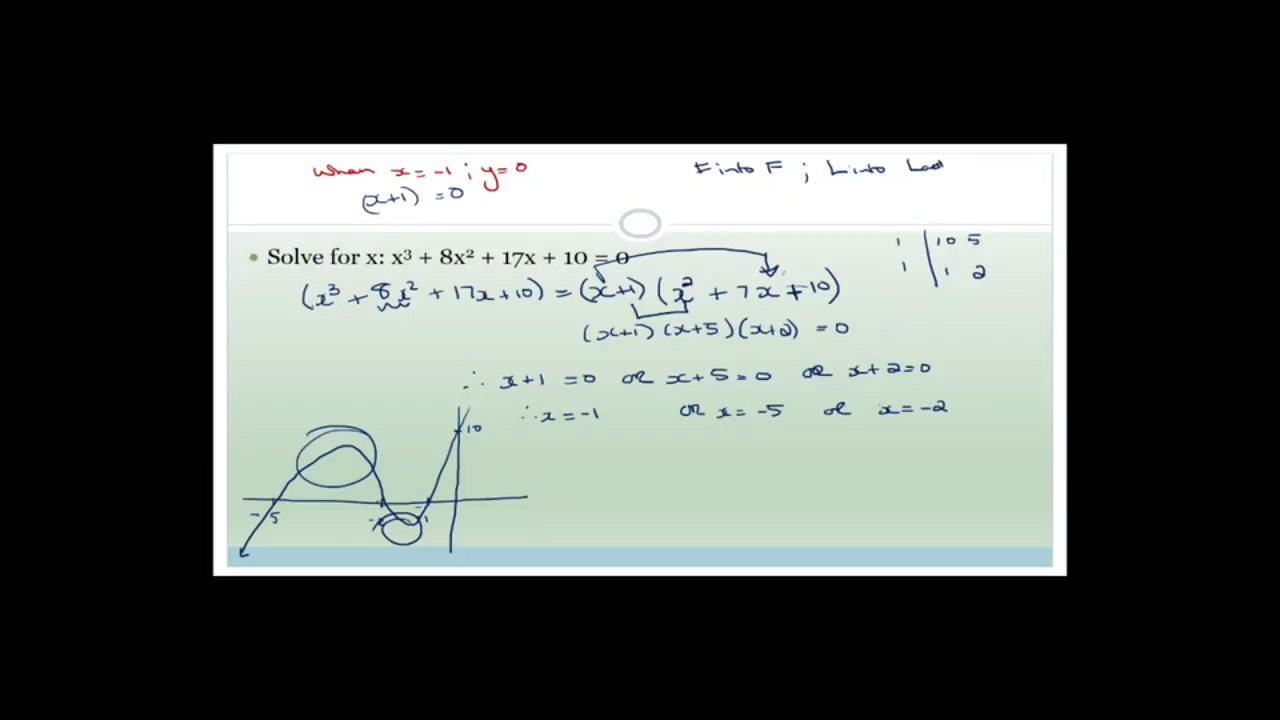 When x = -1 ; y = 0
(x+1) = 0
F into F ; L into Last
• Solve for x: x³ + 8x² + 17x + 10 = 0
1 | 10 5
1 | 1 2
(x³ + 8x² + 17x + 10) = (x+1) (x² + 7x + 10)
(x+1) (x+5) (x+2) = 0
∴ x+1 = 0 or x+5 = 0 or x+2 = 0
∴ x = -1 or x = -5 or x = -2
10
-5 -2 -1